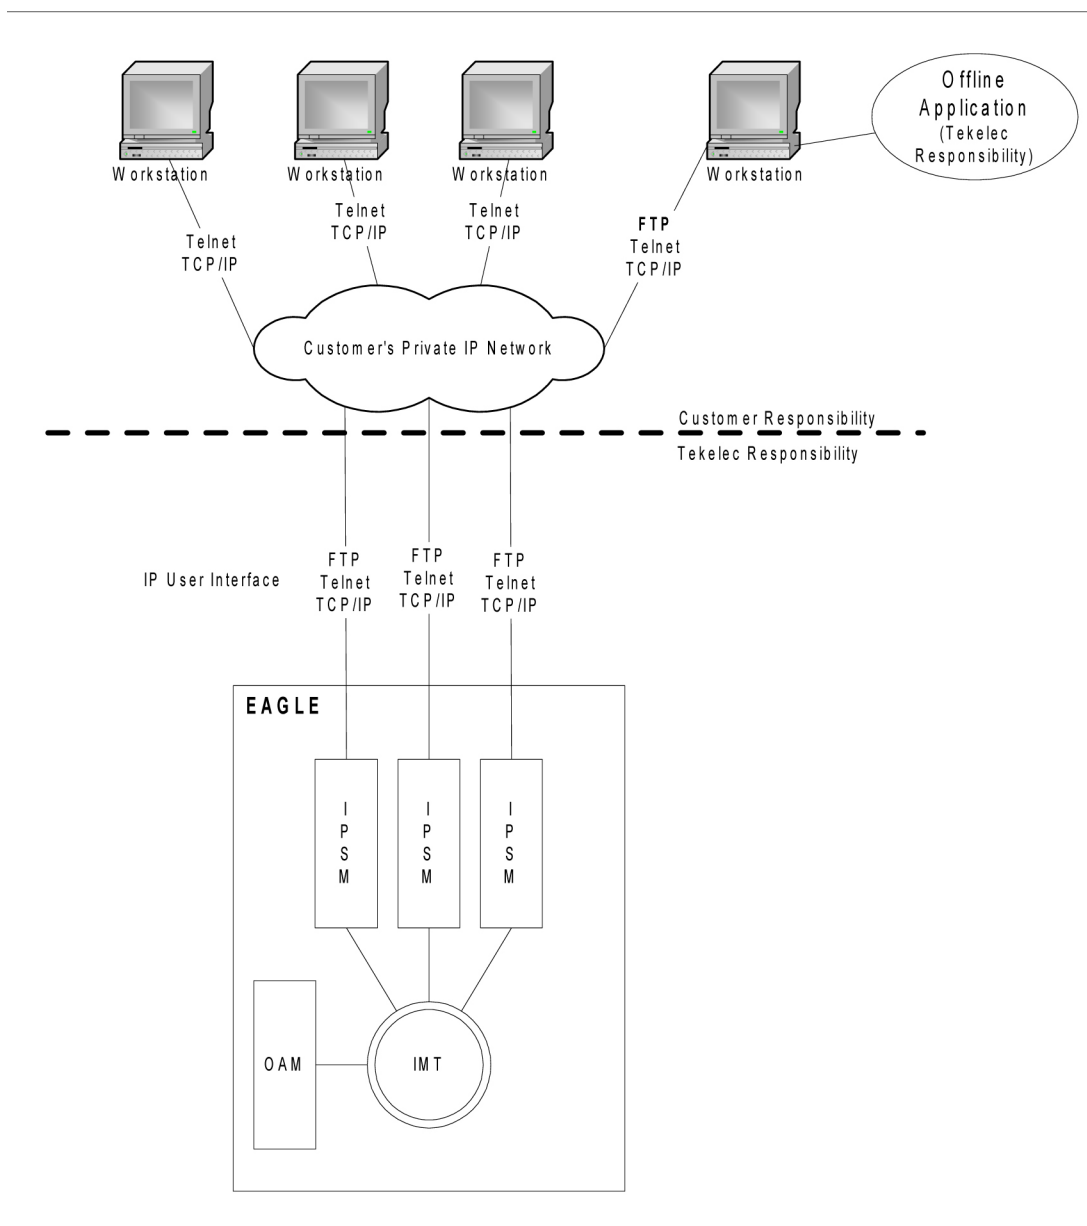 Offline
Application
(Tekelec
Responsibility)
Workstation
Workstation
Workstation
Workstation
Telnet
TCP/IP
Telnet
TCP/IP
Telnet
TCP/IP
FTP
Telnet
TCP/IP
Customer's Private IP Network
Customer Responsibility
Tekelec Responsibility
IP User Interface
FTP
Telnet
TCP/IP
FTP
Telnet
TCP/IP
FTP
Telnet
TCP/IP
EAGLE
IPSM
IPSM
IPSM
OAM
IMT